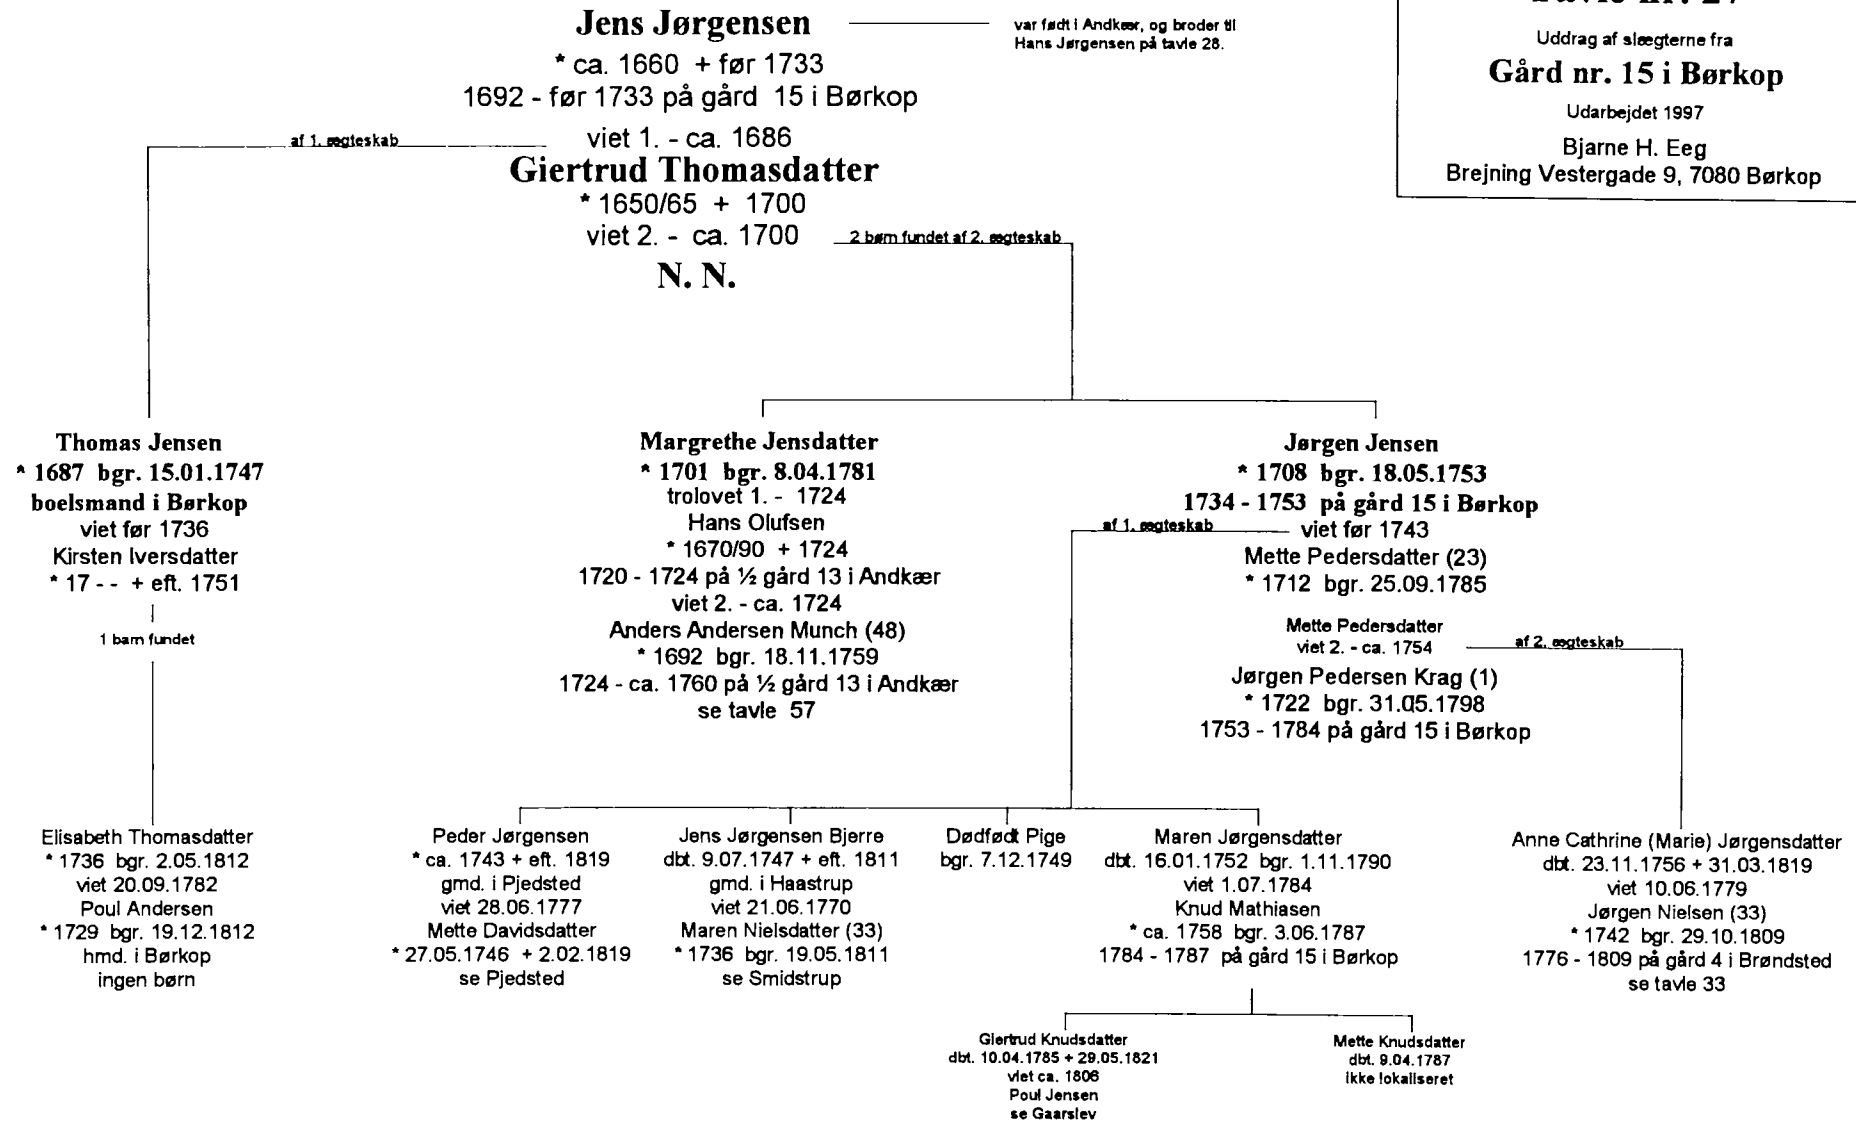 Jens Jørgensen
* ca. 1660 + før 1733
1692 - før 1733 på gård 15 i Børkop
var født i Andkær, og broder til
Hans Jørgensen på tavle 28.
Uddrag af slægterne fra
Gård nr. 15 i Børkop
Udarbejdet 1997
Bjarne H. Eeg
Brejning Vestergade 9, 7080 Børkop
af 1. ægteskab
viet 1. - ca. 1686
Giertrud Thomasdatter
* 1650/65 + 1700
viet 2. - ca. 1700
2 børn fundet af 2. ægteskab
N. N.
Thomas Jensen
* 1687 bgr. 15.01.1747
boelsmand i Børkop
viet før 1736
Kirsten Iversdatter
* 17 - - + eft. 1751
1 barn fundet
Margrethe Jensdatter
* 1701 bgr. 8.04.1781
trolovet 1. - 1724
Hans Olufsen
* 1670/90 + 1724
1720 - 1724 på ½ gård 13 i Andkær
viet 2. - ca. 1724
Anders Andersen Munch (48)
* 1692 bgr. 18.11.1759
1724 - ca. 1760 på ½ gård 13 i Andkær
se tavle 57
Jørgen Jensen
* 1708 bgr. 18.05.1753
1734 - 1753 på gård 15 i Børkop
af 1. ægteskab
viet før 1743
Mette Pedersdatter (23)
* 1712 bgr. 25.09.1785
Mette Pedersdatter
viet 2. - ca. 1754
af 2. ægteskab
Jørgen Pedersen Krag (1)
* 1722 bgr. 31.05.1798
1753 - 1784 på gård 15 i Børkop
Elisabeth Thomasdatter
* 1736 bgr. 2.05.1812
viet 20.09.1782
Poul Andersen
* 1729 bgr. 19.12.1812
hmd. i Børkop
ingen børn
Peder Jørgensen
* ca. 1743 + eft. 1819
gmd. i Pjedsted
viet 28.06.1777
Mette Davidsdatter
* 27.05.1746 + 2.02.1819
se Pjedsted
Jens Jørgensen Bjerre
dbt. 9.07.1747 + eft. 1811
gmd. i Haastrup
viet 21.06.1770
Maren Nielsdatter (33)
* 1736 bgr. 19.05.1811
se Smidstrup
Dødfødt Pige
bgr. 7.12.1749
Maren Jørgensdatter
dbt. 16.01.1752 bgr. 1.11.1790
viet 1.07.1784
Knud Mathiasen
* ca. 1758 bgr. 3.06.1787
1784 - 1787 på gård 15 i Børkop
Anne Cathrine (Marie) Jørgensdatter
dbt. 23.11.1756 + 31.03.1819
viet 10.06.1779
Jørgen Nielsen (33)
* 1742 bgr. 29.10.1809
1776 - 1809 på gård 4 i Brøndsted
se tavle 33
Giertrud Knudsdatter
dbt. 10.04.1785 + 29.05.1821
viet ca. 1806
Poul Jensen
se Gaarslev
Mette Knudsdatter
dbt. 9.04.1787
ikke lokaliseret